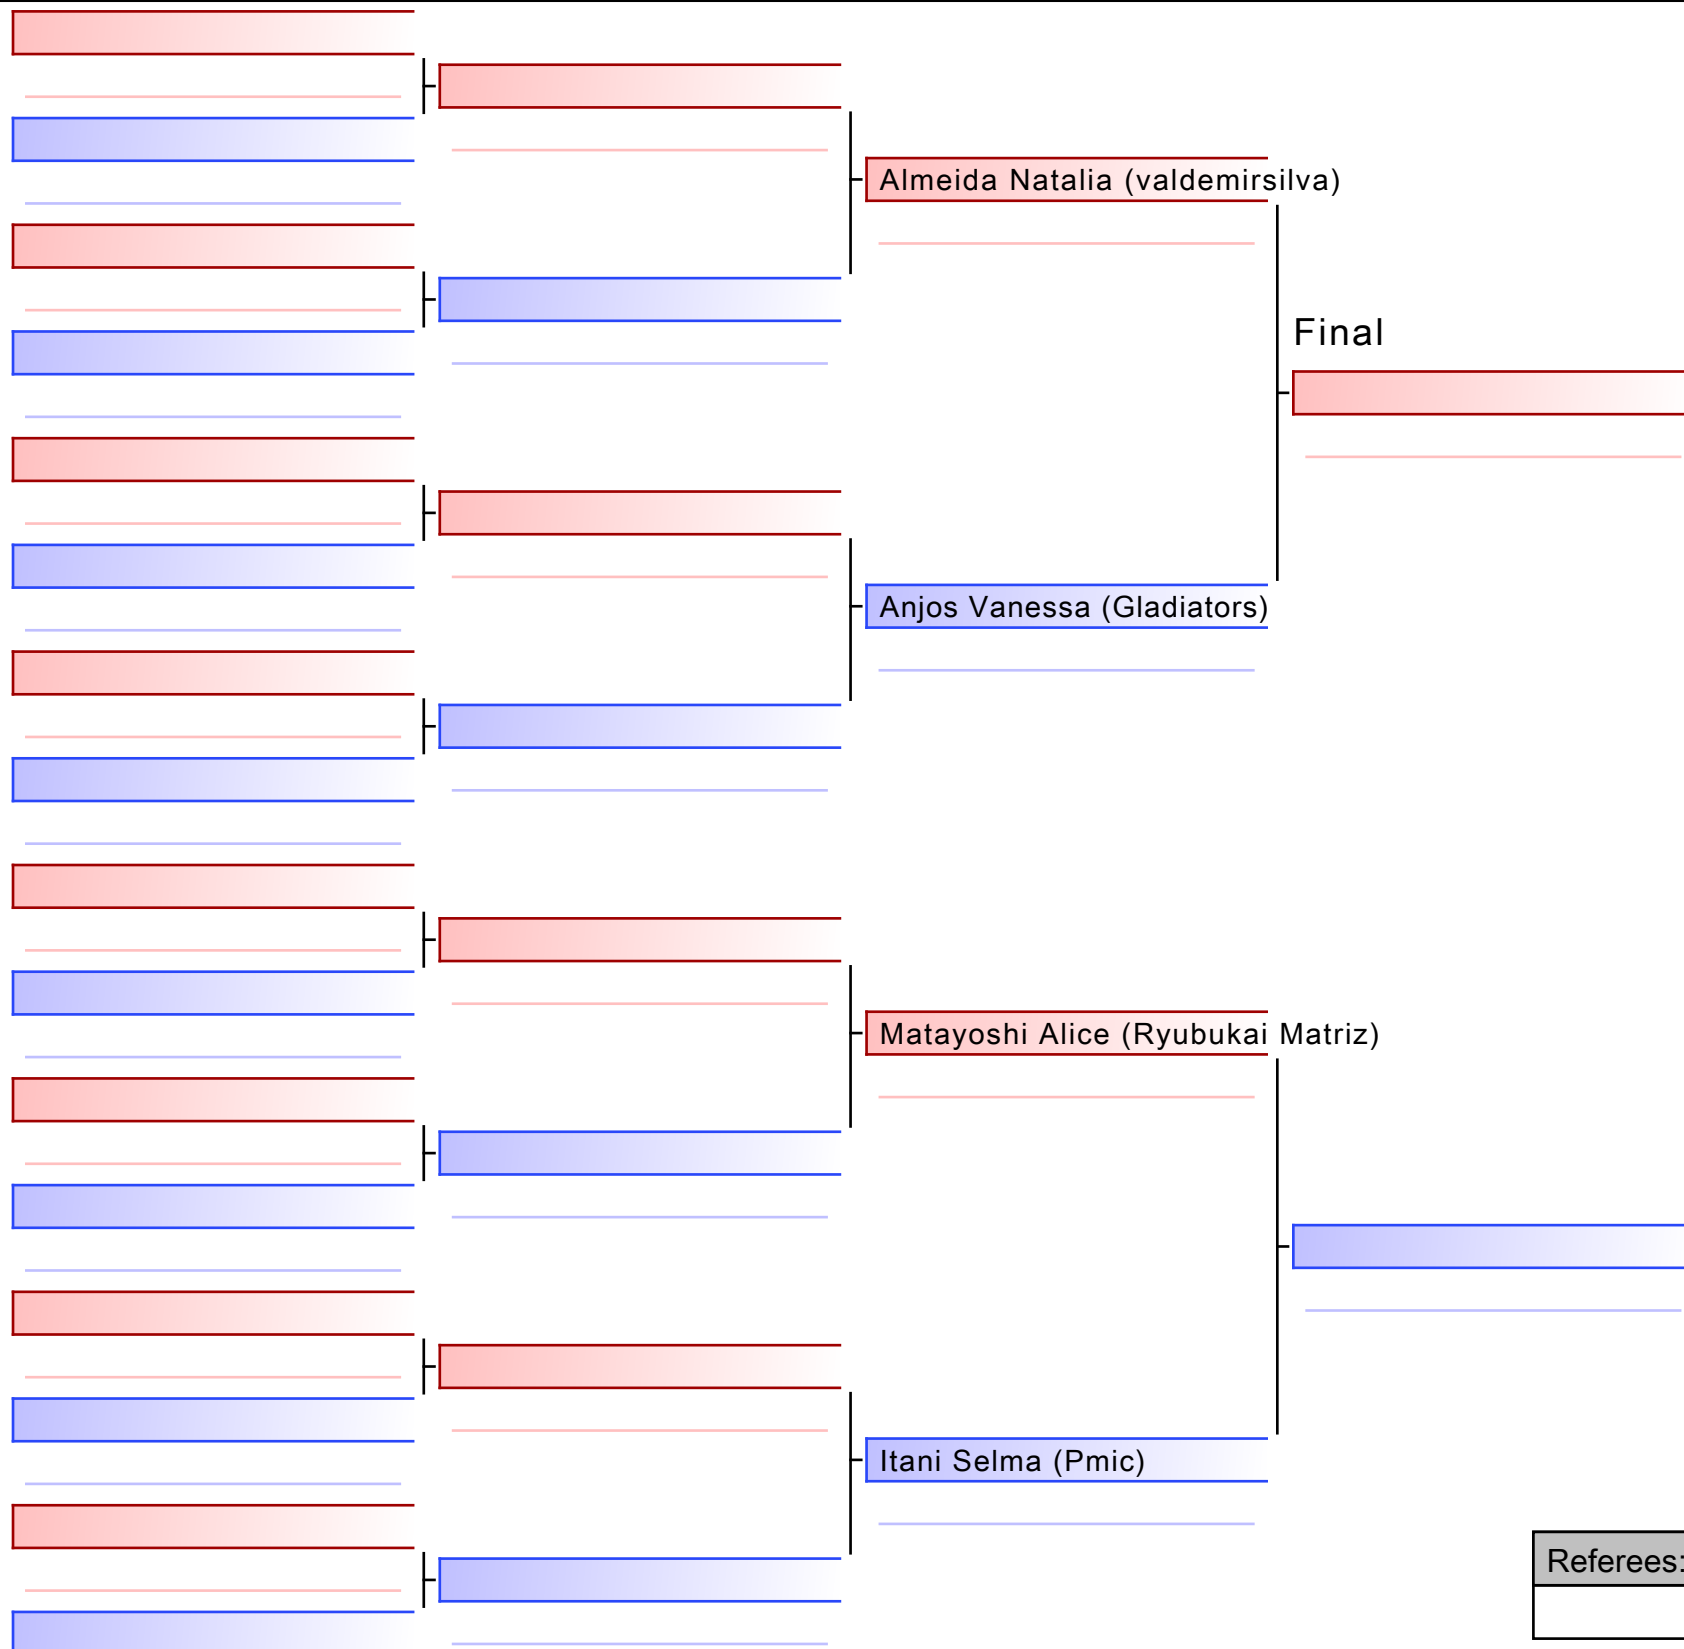 Almeida Natalia (valdemirsilva)
Final
Anjos Vanessa (Gladiators)
Matayoshi Alice (Ryubukai Matriz)
Itani Selma (Pmic)
Referees: